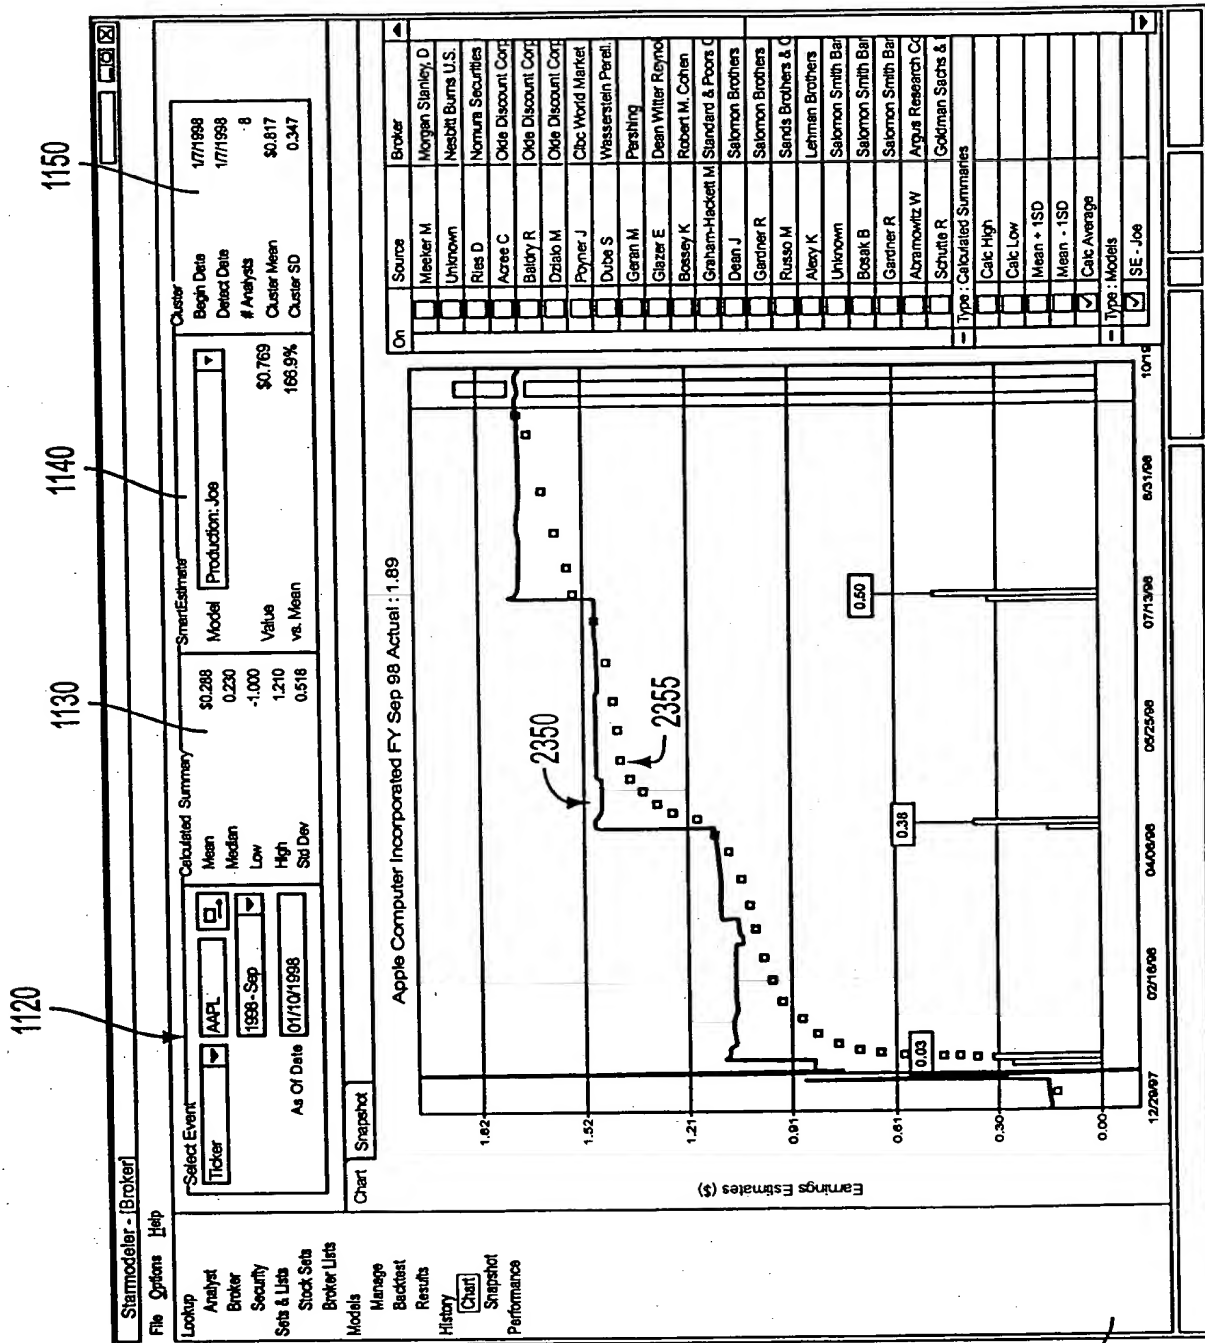 1120
1130
1140
1150
Starmodeler - [Broker]
File Options Help
Lookup
Analyst
Broker
Security
Sets & Lists
Stock Sets
Broker Lists
Models
Manage
Backtest
Results
History
Chart
Snapshot
Performance
Select Event
Ticker
AAPL
1998-Sep
As Of Date 01/10/1998
Calculated Summary
Mean $0.288
Median 0.230
Low -1.000
High 1.210
Std Dev 0.518
SmartEstimate
Model Production: Joe
Value $0.769
vs. Mean 166.9%
Cluster
Begin Date 1/7/1998
Detect Date 1/7/1998
# Analysts 8
Cluster Mean $0.817
Cluster SD 0.347
Chart Snapshot
Apple Computer Incorporated FY Sep 98 Actual : 1.89
Earnings Estimates ($)
1.82
1.52
1.21
0.91
0.61
0.30
0.00
2350
2355
0.03
0.38
0.50
12/29/97
02/16/98
04/06/98
05/25/98
07/13/98
8/31/98
10/19
On Source Broker
Meeker M Morgan Stanley, D
Unknown Nesbitt Burns U.S.
Ries D Nomura Securities
Acree C Olde Discount Corp
Baldry R Olde Discount Corp
Dzialo M Olde Discount Corp
Poyner J Cibc World Market
Dube S Wasserstein Perell
Geran M Pershing
Glazer E Dean Witter Reynol
Bossey K Robert M. Cohen
Graham-Hackett M Standard & Poors C
Dean J Salomon Brothers
Gardner R Salomon Brothers
Russo M Sands Brothers & C
Alexy K Lehman Brothers
Unknown Salomon Smith Bar
Bosak B Salomon Smith Bar
Gardner R Salomon Smith Bar
Abramowitz W Argus Research Co
Schutte R Goldman Sachs &
Type : Calculated Summaries
Calc High
Calc Low
Mean + 1SD
Mean - 1SD
Calc Average
Type : Models
SE - Joe